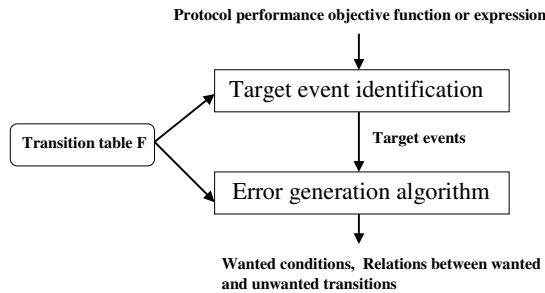 Protocol performance objective function or expression
Target event identification
Transition table F
Target events
Error generation algorithm
Wanted conditions, Relations between wanted
and unwanted transitions